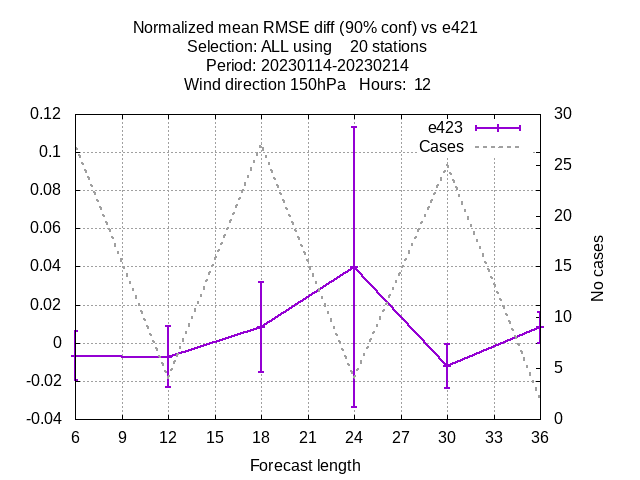 Normalized mean RMSE diff (90% conf) vs e421
Selection: ALL using 20 stations
Period: 20230114-20230214
Wind direction 150hPa Hours: 12
0.12
0.1
0.08
0.06
0.04
0.02
0
-0.02
-0.04
30
25
20
15
10
5
0
e423
Cases
No cases
6 9 12 15 18 21 24 27 30 33 36
Forecast length